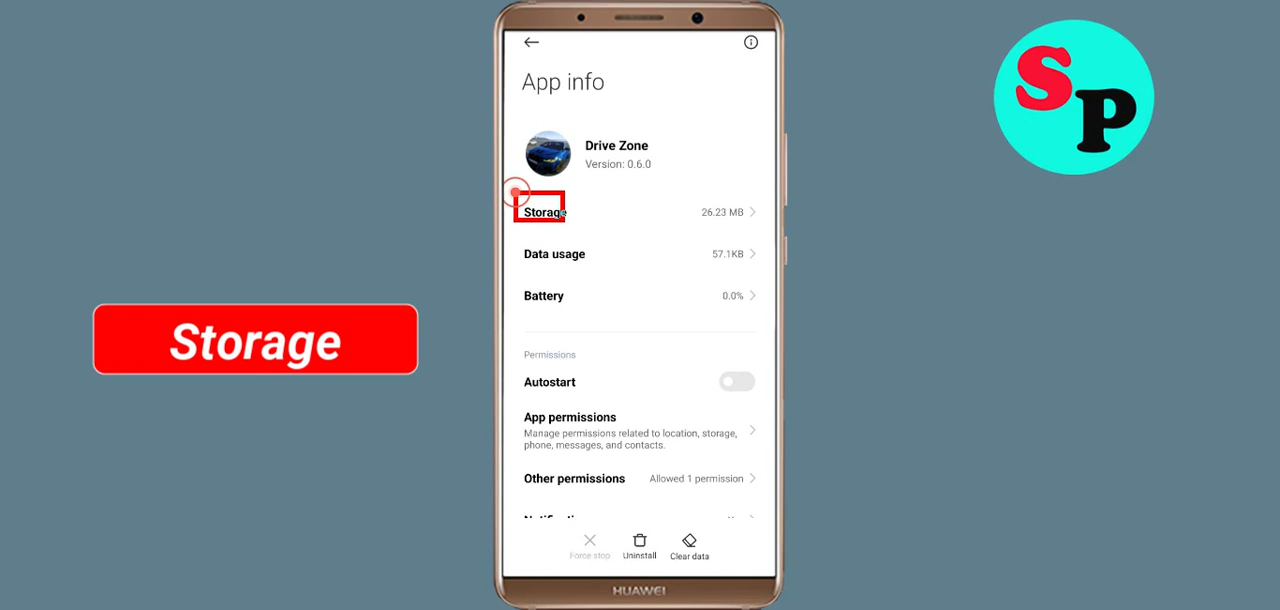 S
P
App info
Drive Zone
Version: 0.6.0
Storage 26.23 MB
Data usage 57.1KB
Battery 0.0%
Storage
Permissions
Autostart
App permissions
Manage permissions related to location, storage,
phone, messages, and contacts.
Other permissions Allowed 1 permission
Force stop Uninstall Clear data
HUAWEI